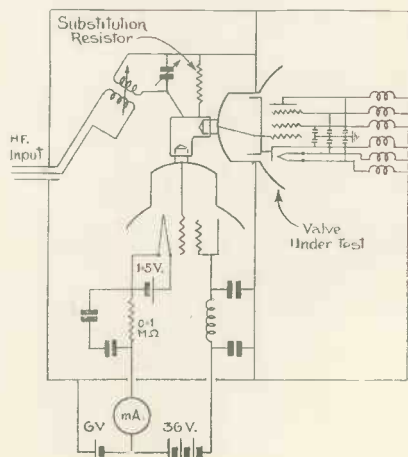 Substitution
Resistor
H.F.
Input
Valve
Under Test
1·5V.
0·1
MΩ
mA.
6V
36V.